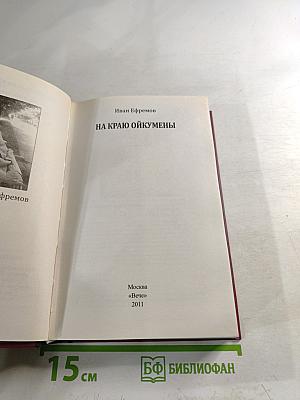 Иван Ефремов
НА КРАЮ ОЙКУМЕНЫ
фремов
Москва
«Вече»
2011
15 см
БФ БИБЛИОФАН